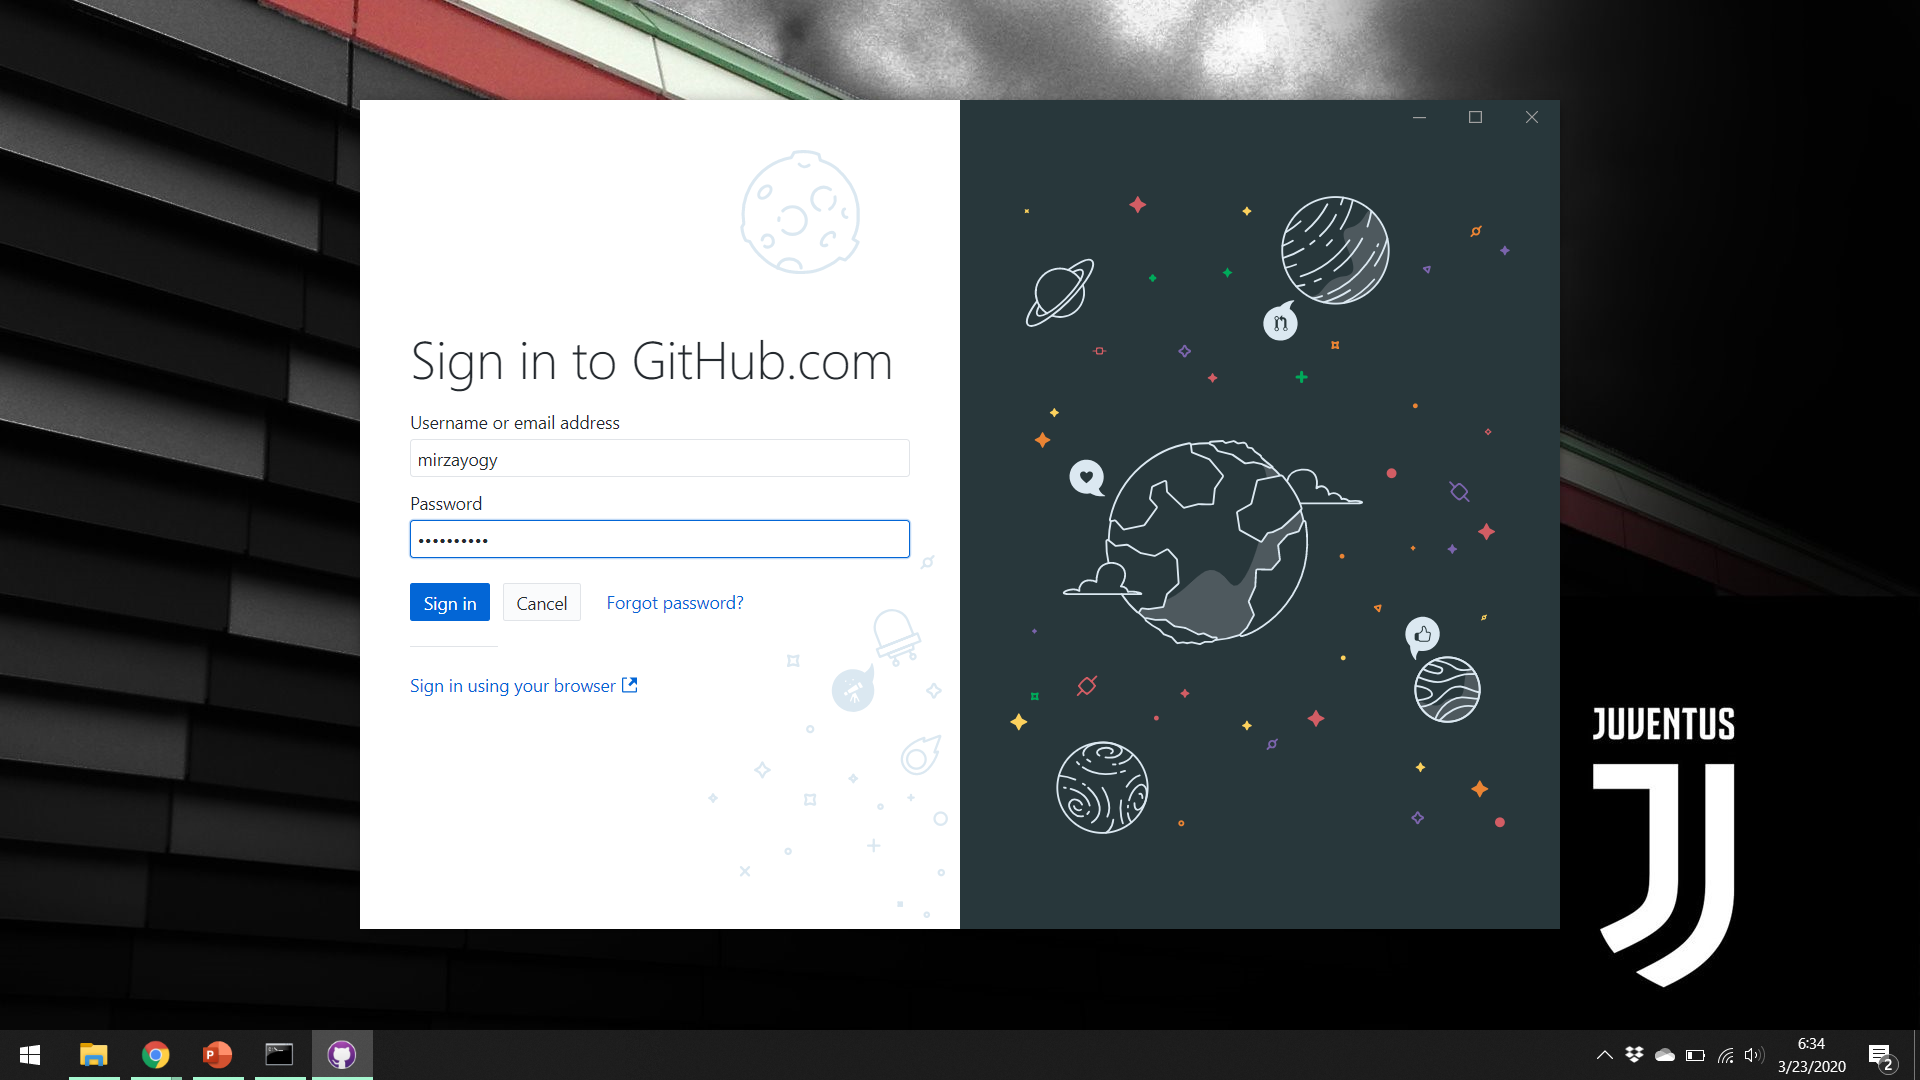 Sign in to GitHub.com
Username or email address
mirzayogy
Password
••••••••••
Sign in
Cancel
Forgot password?
Sign in using your browser
JUVENTUS
6:34
3/23/2020
2